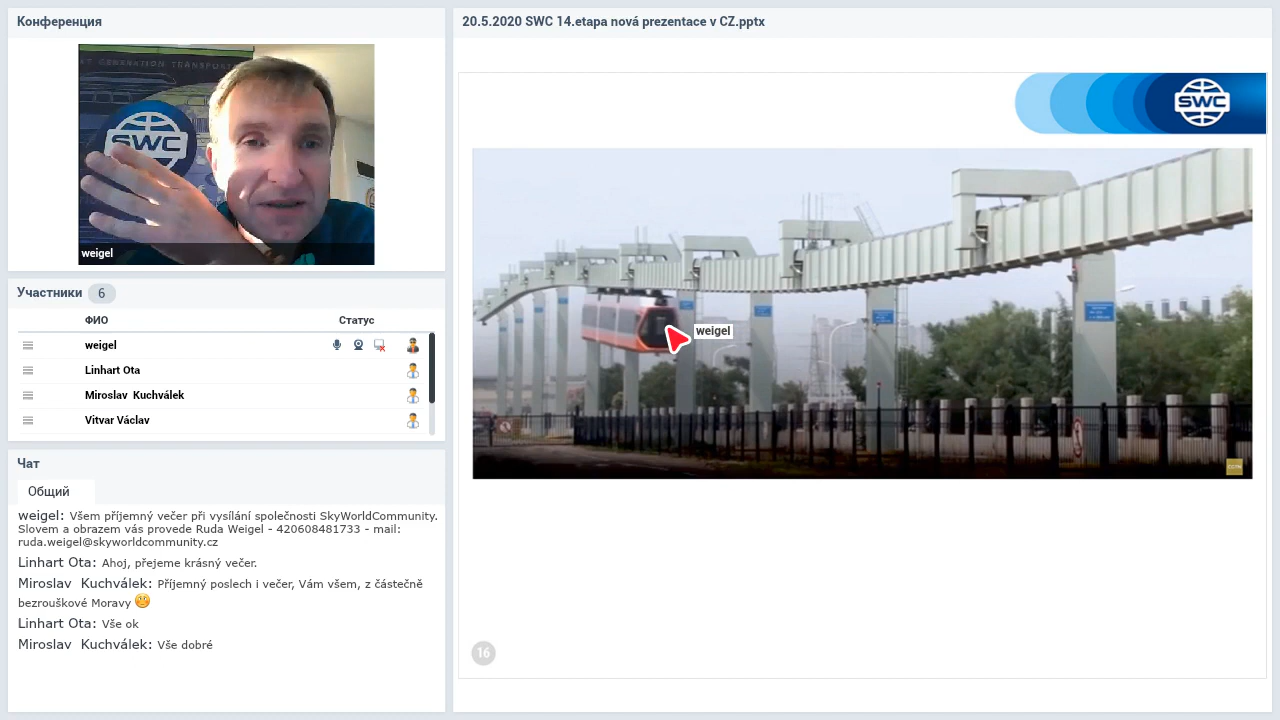 Конференция
20.5.2020 SWC 14.etapa nová prezentace v CZ.pptx
SWC
SWC
weigel
Участники 6
ФИО Статус
weigel
Linhart Ota
Miroslav Kuchválek
Vitvar Václav
weigel
Чат
Общий
weigel: Všem příjemný večer při vysílání společnosti SkyWorldCommunity.
Slovem a obrazem vás provede Ruda Weigel - 420608481733 - mail:
ruda.weigel@skyworldcommunity.cz
Linhart Ota: Ahoj, přejeme krásný večer.
Miroslav Kuchválek: Příjemný poslech i večer, Vám všem, z částečně
bezrouškové Moravy
Linhart Ota: Vše ok
Miroslav Kuchválek: Vše dobré
16